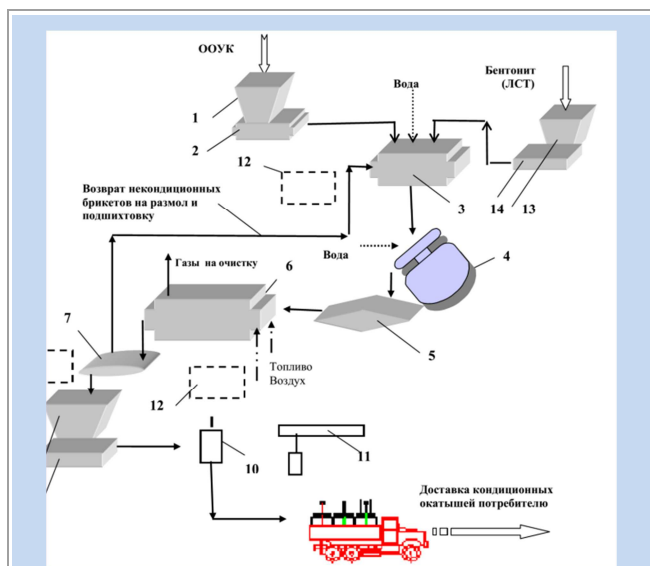 ООУК
Бентонит
(ЛСТ)
Вода
1
2
12
14
13
3
Возврат некондиционных
брикетов на размол и
подшихтовку
Вода
4
Газы на очистку
6
7
5
Топливо
Воздух
12
10
11
Доставка кондиционных
окатышей потребителю